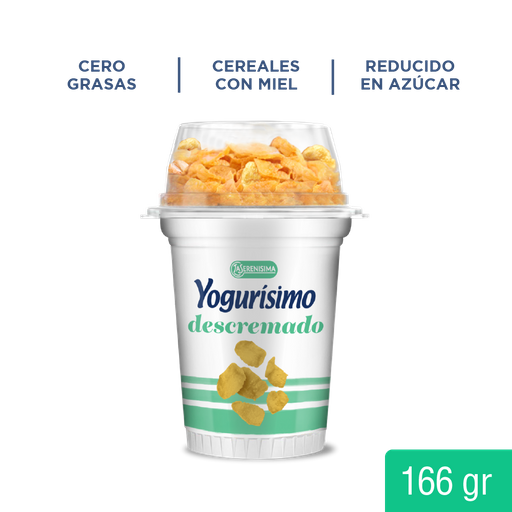 CERO
GRASAS
CEREALES
CON MIEL
REDUCIDO
EN AZÚCAR
LA SERENISIMA
Yogurísimo
descremado
166 gr